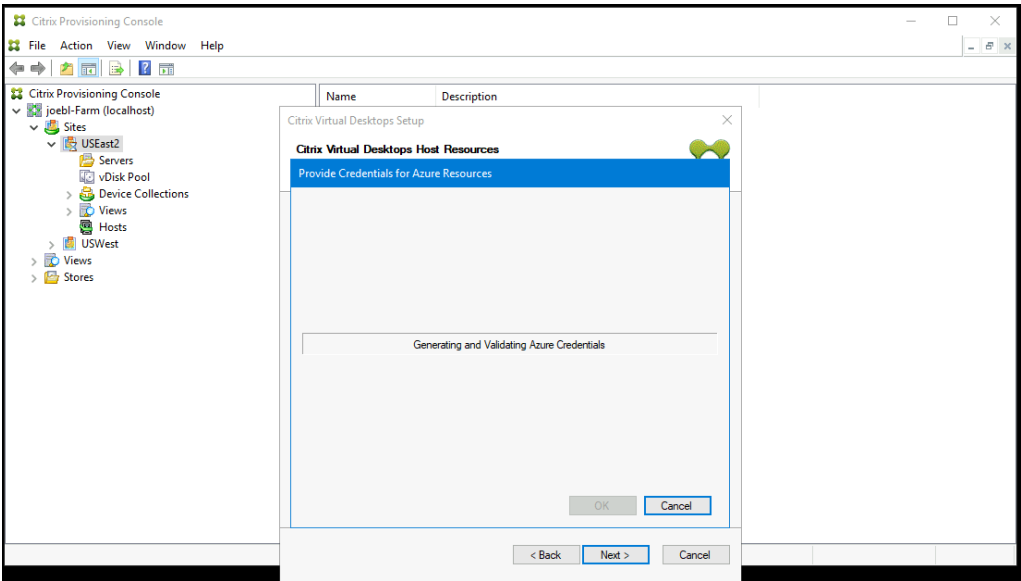 Citrix Provisioning Console
File Action View Window Help
Citrix Provisioning Console
joebl-Farm (localhost)
Sites
USEast2
Servers
vDisk Pool
Device Collections
Views
Hosts
USWest
Views
Stores
Name Description
Citrix Virtual Desktops Setup
Citrix Virtual Desktops Host Resources
Provide Credentials for Azure Resources
Generating and Validating Azure Credentials
OK Cancel
< Back Next > Cancel